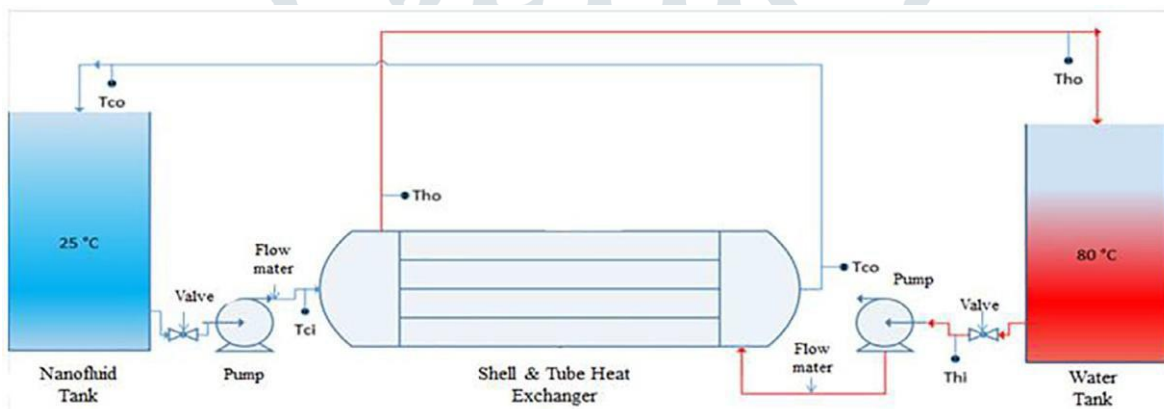 Tho
Tco
Tho
25 °C
80 °C
Flow
mater
Valve
Tco
Pump
Valve
Tci
Flow
mater
Thi
Nanofluid
Tank
Pump
Shell & Tube Heat
Exchanger
Water
Tank